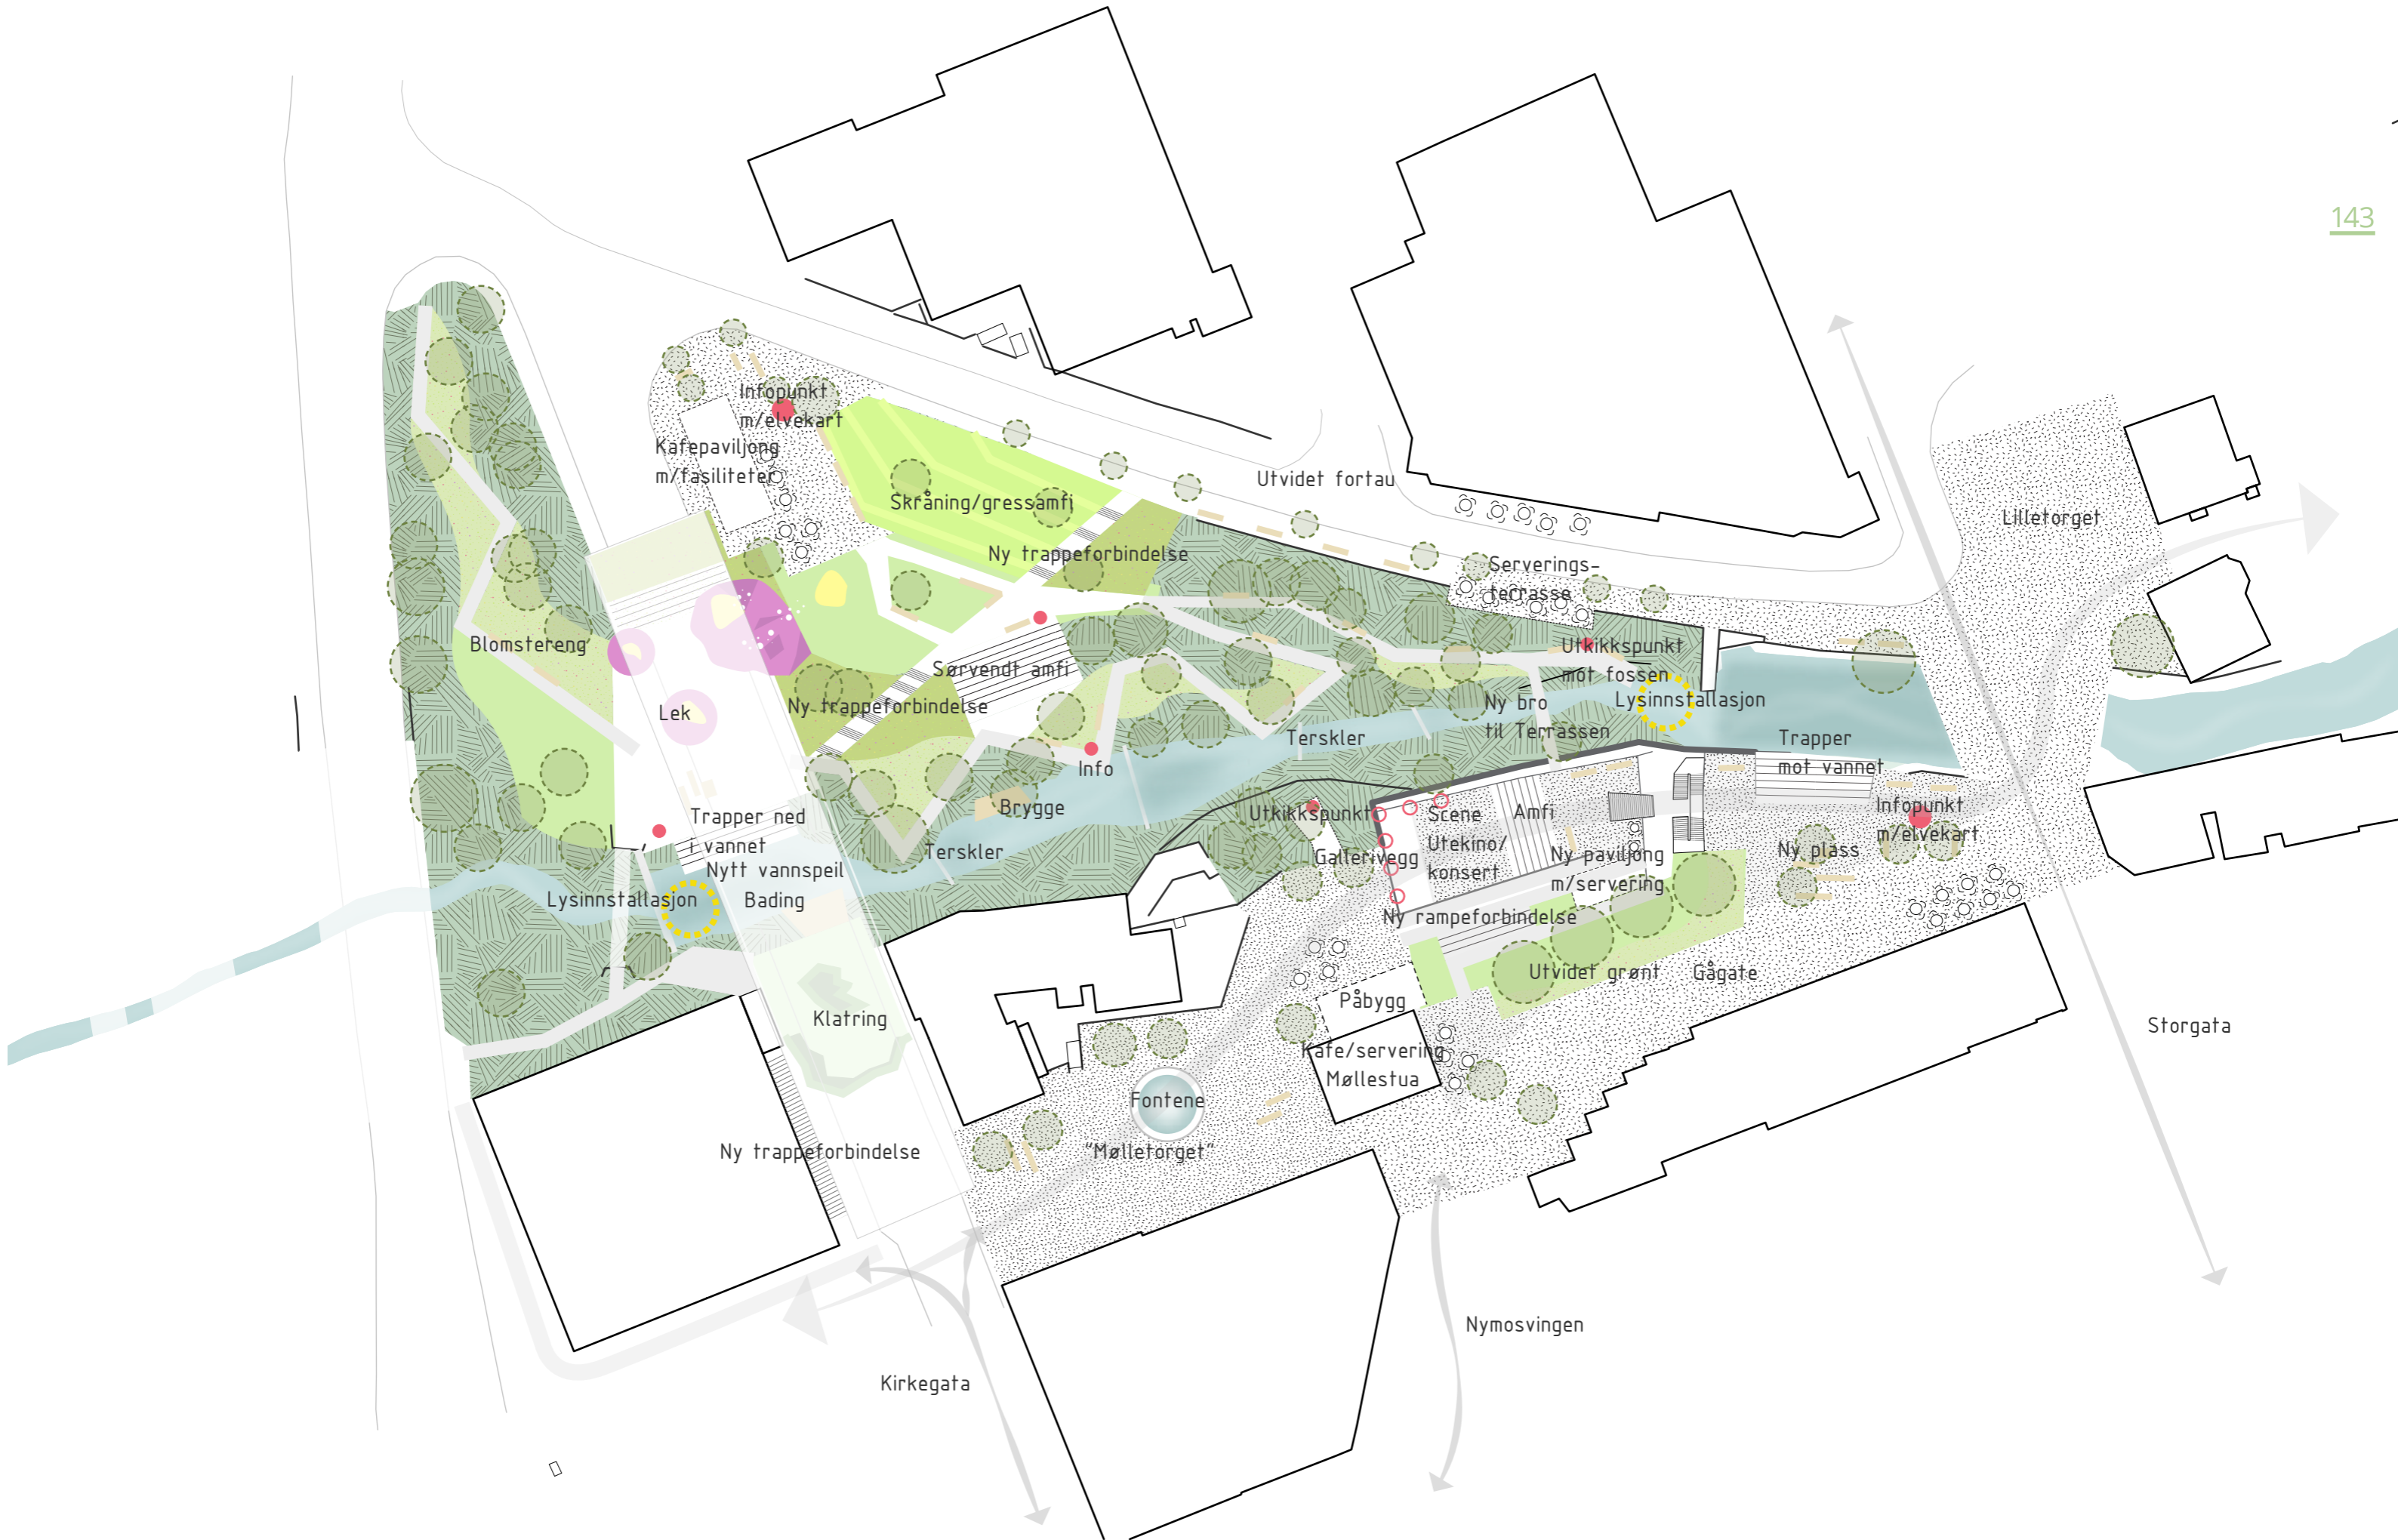 143
Infopunkt
m/elvekart
Kafepaviljong
m/fasiliteter
Skråning/gressamfi
Utvidet fortau
Ny trappeforbindelse
Serverings-
terrasse
Lilletorget
Blomstereng
Sørvendt amfi
Utkikkspunkt
mot fossen
Lek
Ny trappeforbindelse
Ny bro
til Terrassen
Lysinnstallasjon
Terskler
Trapper
mot vannet
Info
Brygge
Trapper ned
i vannet
Utkikkspunkt
Scene
Utekino/
konsert
Amfi
Infopunkt
m/elvekart
Terskler
Gallerivegg
Ny paviljong
m/servering
Ny plass
Nytt vannspeil
Lysinnstallasjon
Bading
Ny rampeforbindelse
Utvidet grønt
Gågate
Klatring
Påbygg
Storgata
Kafe/servering
Møllestua
Fontene
Ny trappeforbindelse
"Mølletorget"
Nymosvingen
Kirkegata